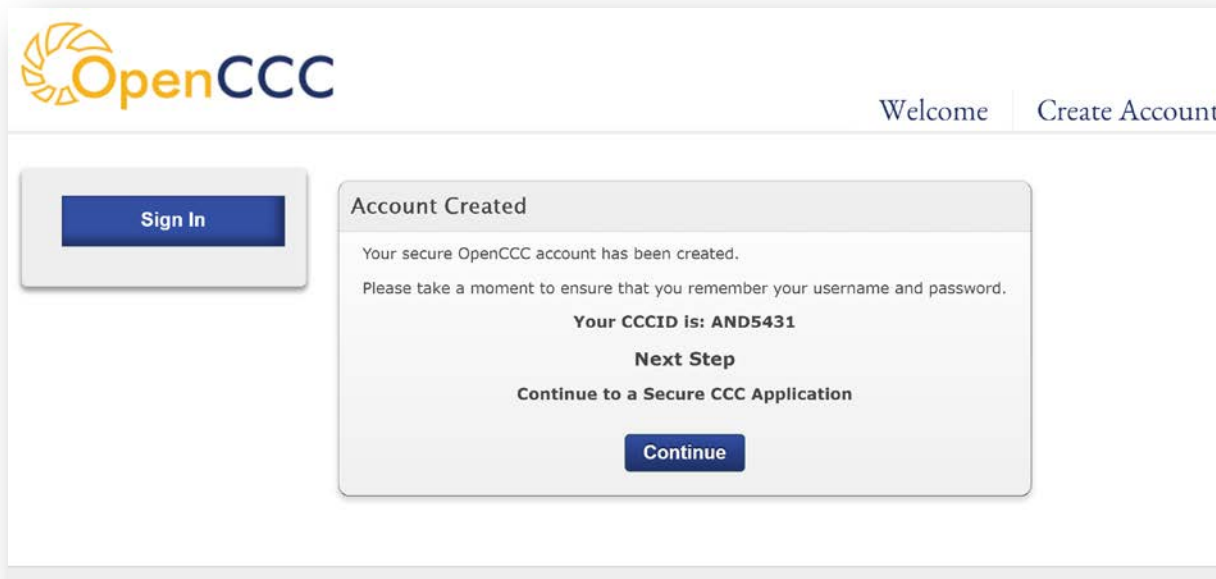 OpenCCC
Welcome
Create Account
Sign In
Account Created
Your secure OpenCCC account has been created.
Please take a moment to ensure that you remember your username and password.
Your CCCID is: AND5431
Next Step
Continue to a Secure CCC Application
Continue